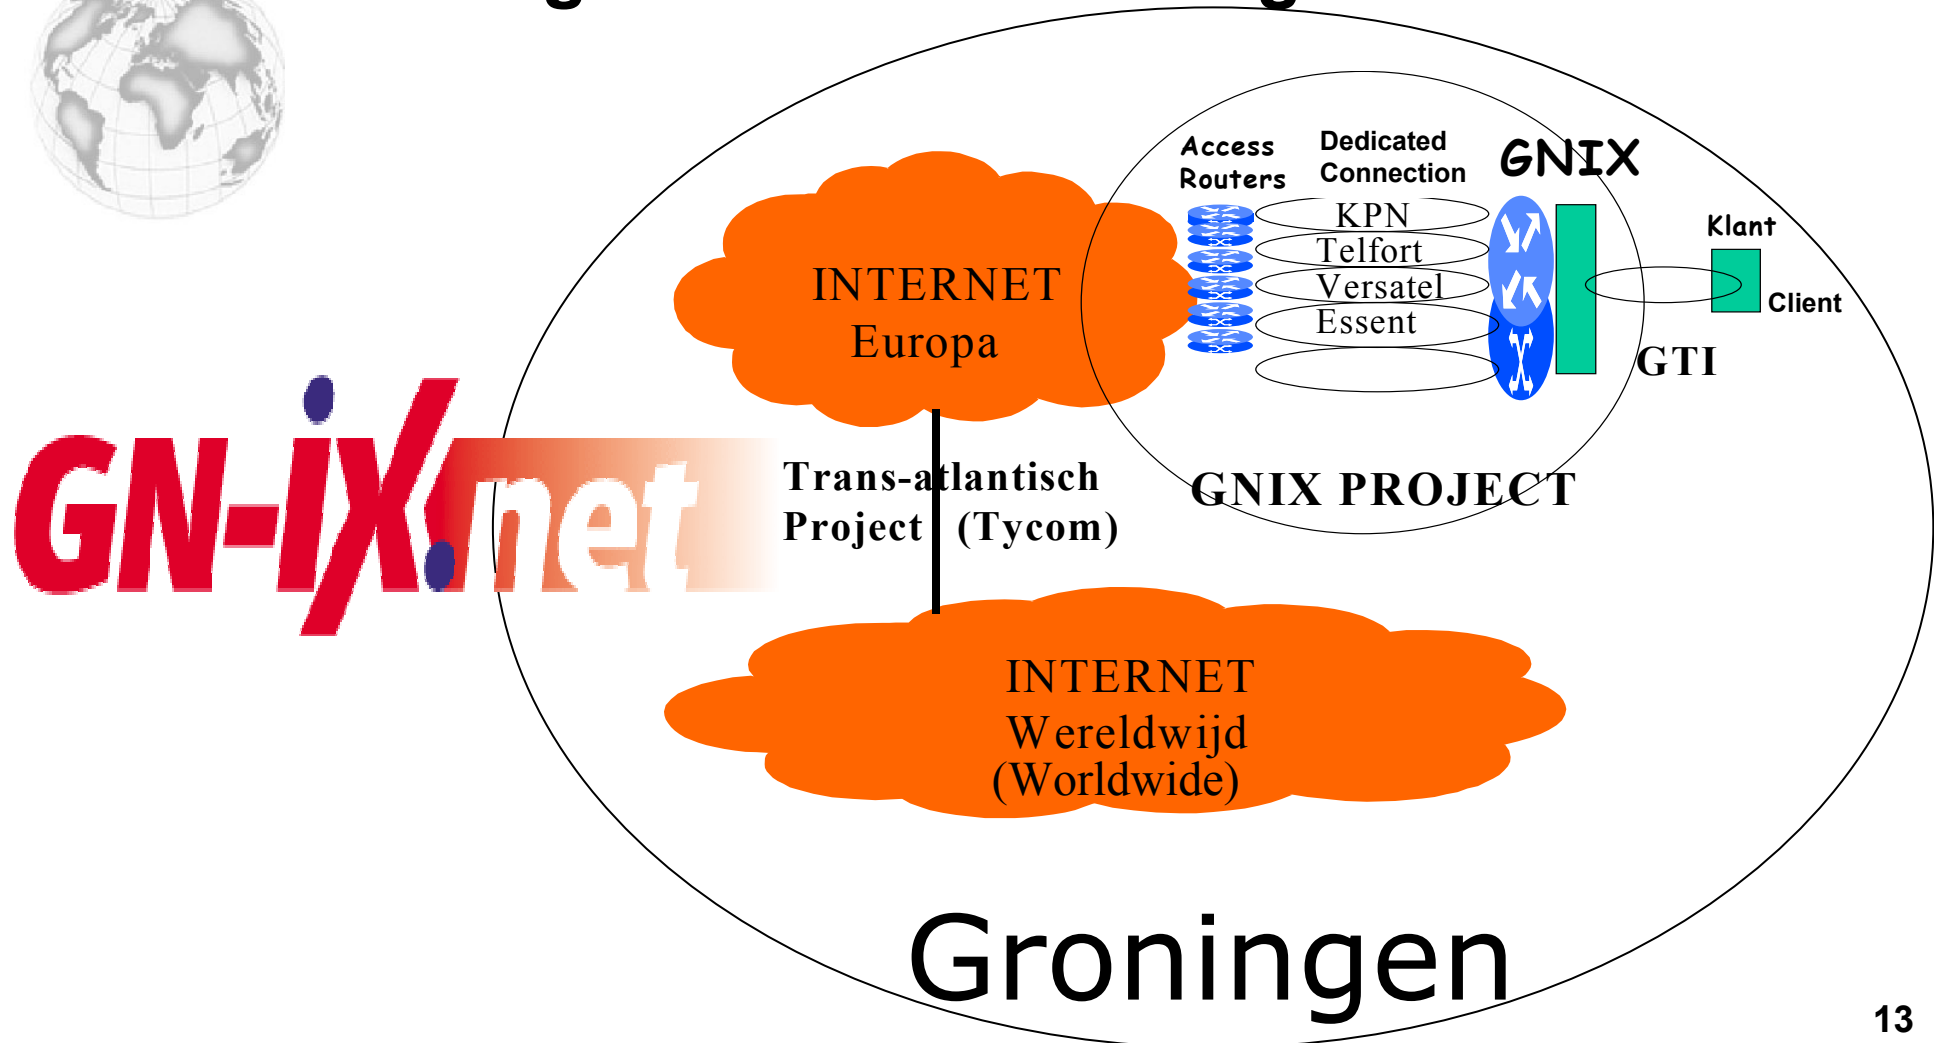 Access
Routers
Dedicated
Connection
GNIX
KPN
Telfort
Versatel
Essent
Klant
Client
GTI
INTERNET
Europa
GN-iX.net
Trans-atlantisch
Project (Tycom)
GNIX PROJECT
INTERNET
Wereldwijd
(Worldwide)
Groningen
13